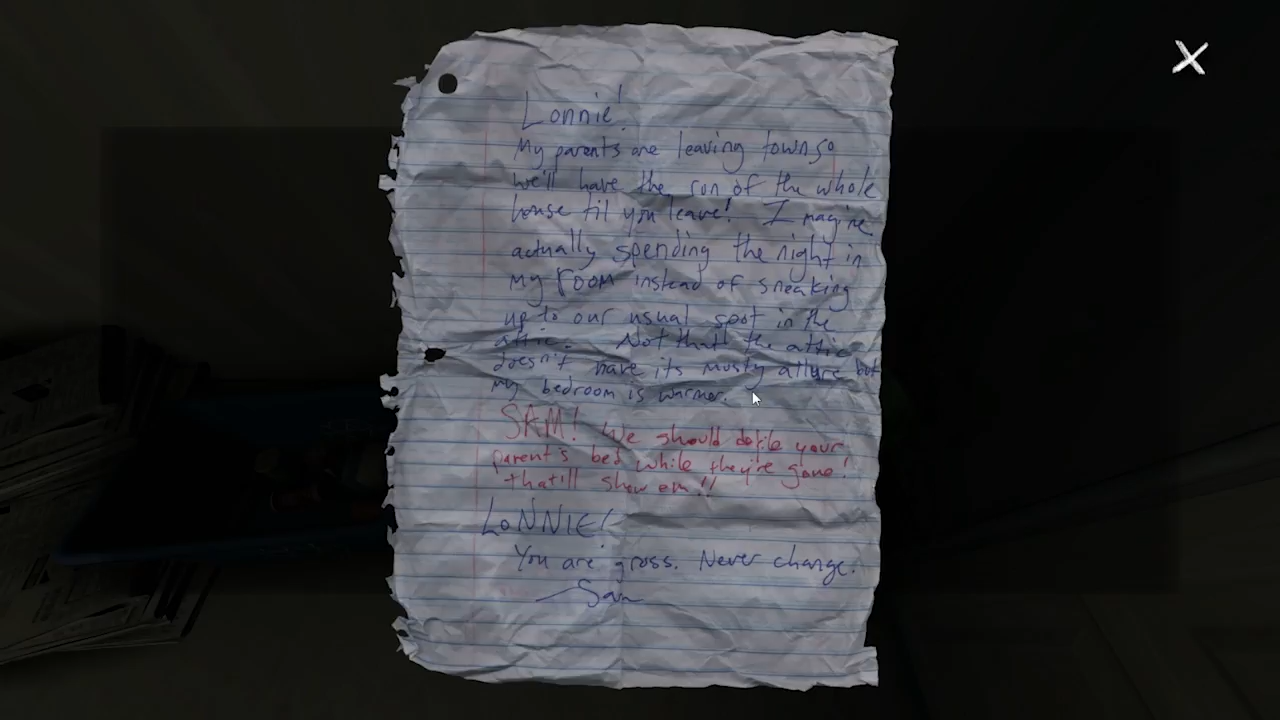 Lonnie!
My parents are leaving town so
we'll have the run of the whole
house til you leave! Imagine
actually spending the night in
my room instead of sneaking
up to our usual spot in the
attic. Not that the attic
doesn't have its musty allure but
my bedroom is warmer.
SAM! We should defile your
parent's bed while they're gone!
that'll show em!!
LONNIE!
You are gross. Never change.
—Sam